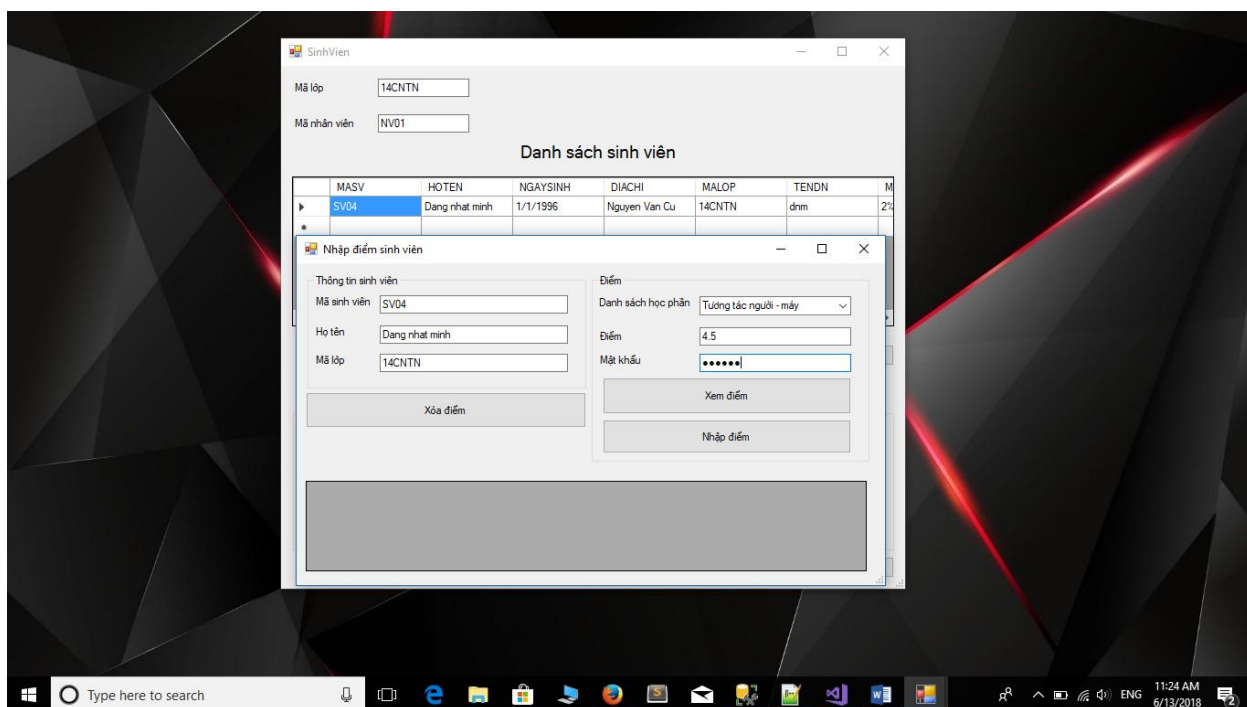 SinhVien
Mã lớp 14CNTN
Mã nhân viên NV01
Danh sách sinh viên
MASV HOTEN NGAYSINH DIACHI MALOP TENDN M
SV04 Dang nhat minh 1/1/1996 Nguyen Van Cu 14CNTN dnm
Nhập điểm sinh viên
Thông tin sinh viên
Mã sinh viên SV04
Họ tên Dang nhat minh
Mã lớp 14CNTN
Xóa điểm
Điểm
Danh sách học phần Tương tác người - máy
Điểm 4.5
Mật khẩu ••••••
Xem điểm
Nhập điểm
Type here to search
ENG
11:24 AM
6/13/2018
2